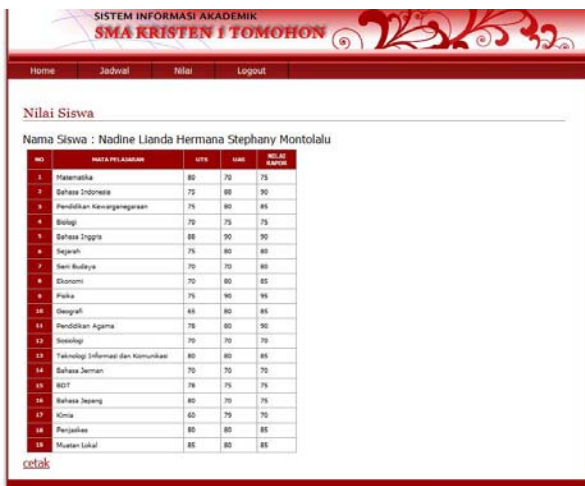 SISTEM INFORMASI AKADEMIK
SMA KRISTEN 1 TOMOHON
Home Jadwal Nilai Logout
Nilai Siswa
Nama Siswa : Nadine Lianda Hermana Stephany Montolalu
NO MATA PELAJARAN UTS UAS NILAI RAPOR
1 Matematika 80 70 75
2 Bahasa Indonesia 75 88 90
3 Pendidikan Kewarganegaraan 75 80 85
4 Biologi 70 75 75
5 Bahasa Inggris 88 90 90
6 Sejarah 75 80 80
7 Seni Budaya 70 70 80
8 Ekonomi 70 80 85
9 Fisika 75 90 95
10 Geografi 65 80 85
11 Pendidikan Agama 78 80 90
12 Sosiologi 70 70 70
13 Teknologi Informasi dan Komunikasi 80 80 85
14 Bahasa Jerman 70 70 70
15 BDT 78 75 75
16 Bahasa Jepang 80 70 75
17 Kimia 60 79 70
18 Penjaskes 80 80 85
19 Muatan Lokal 85 80 85
cetak